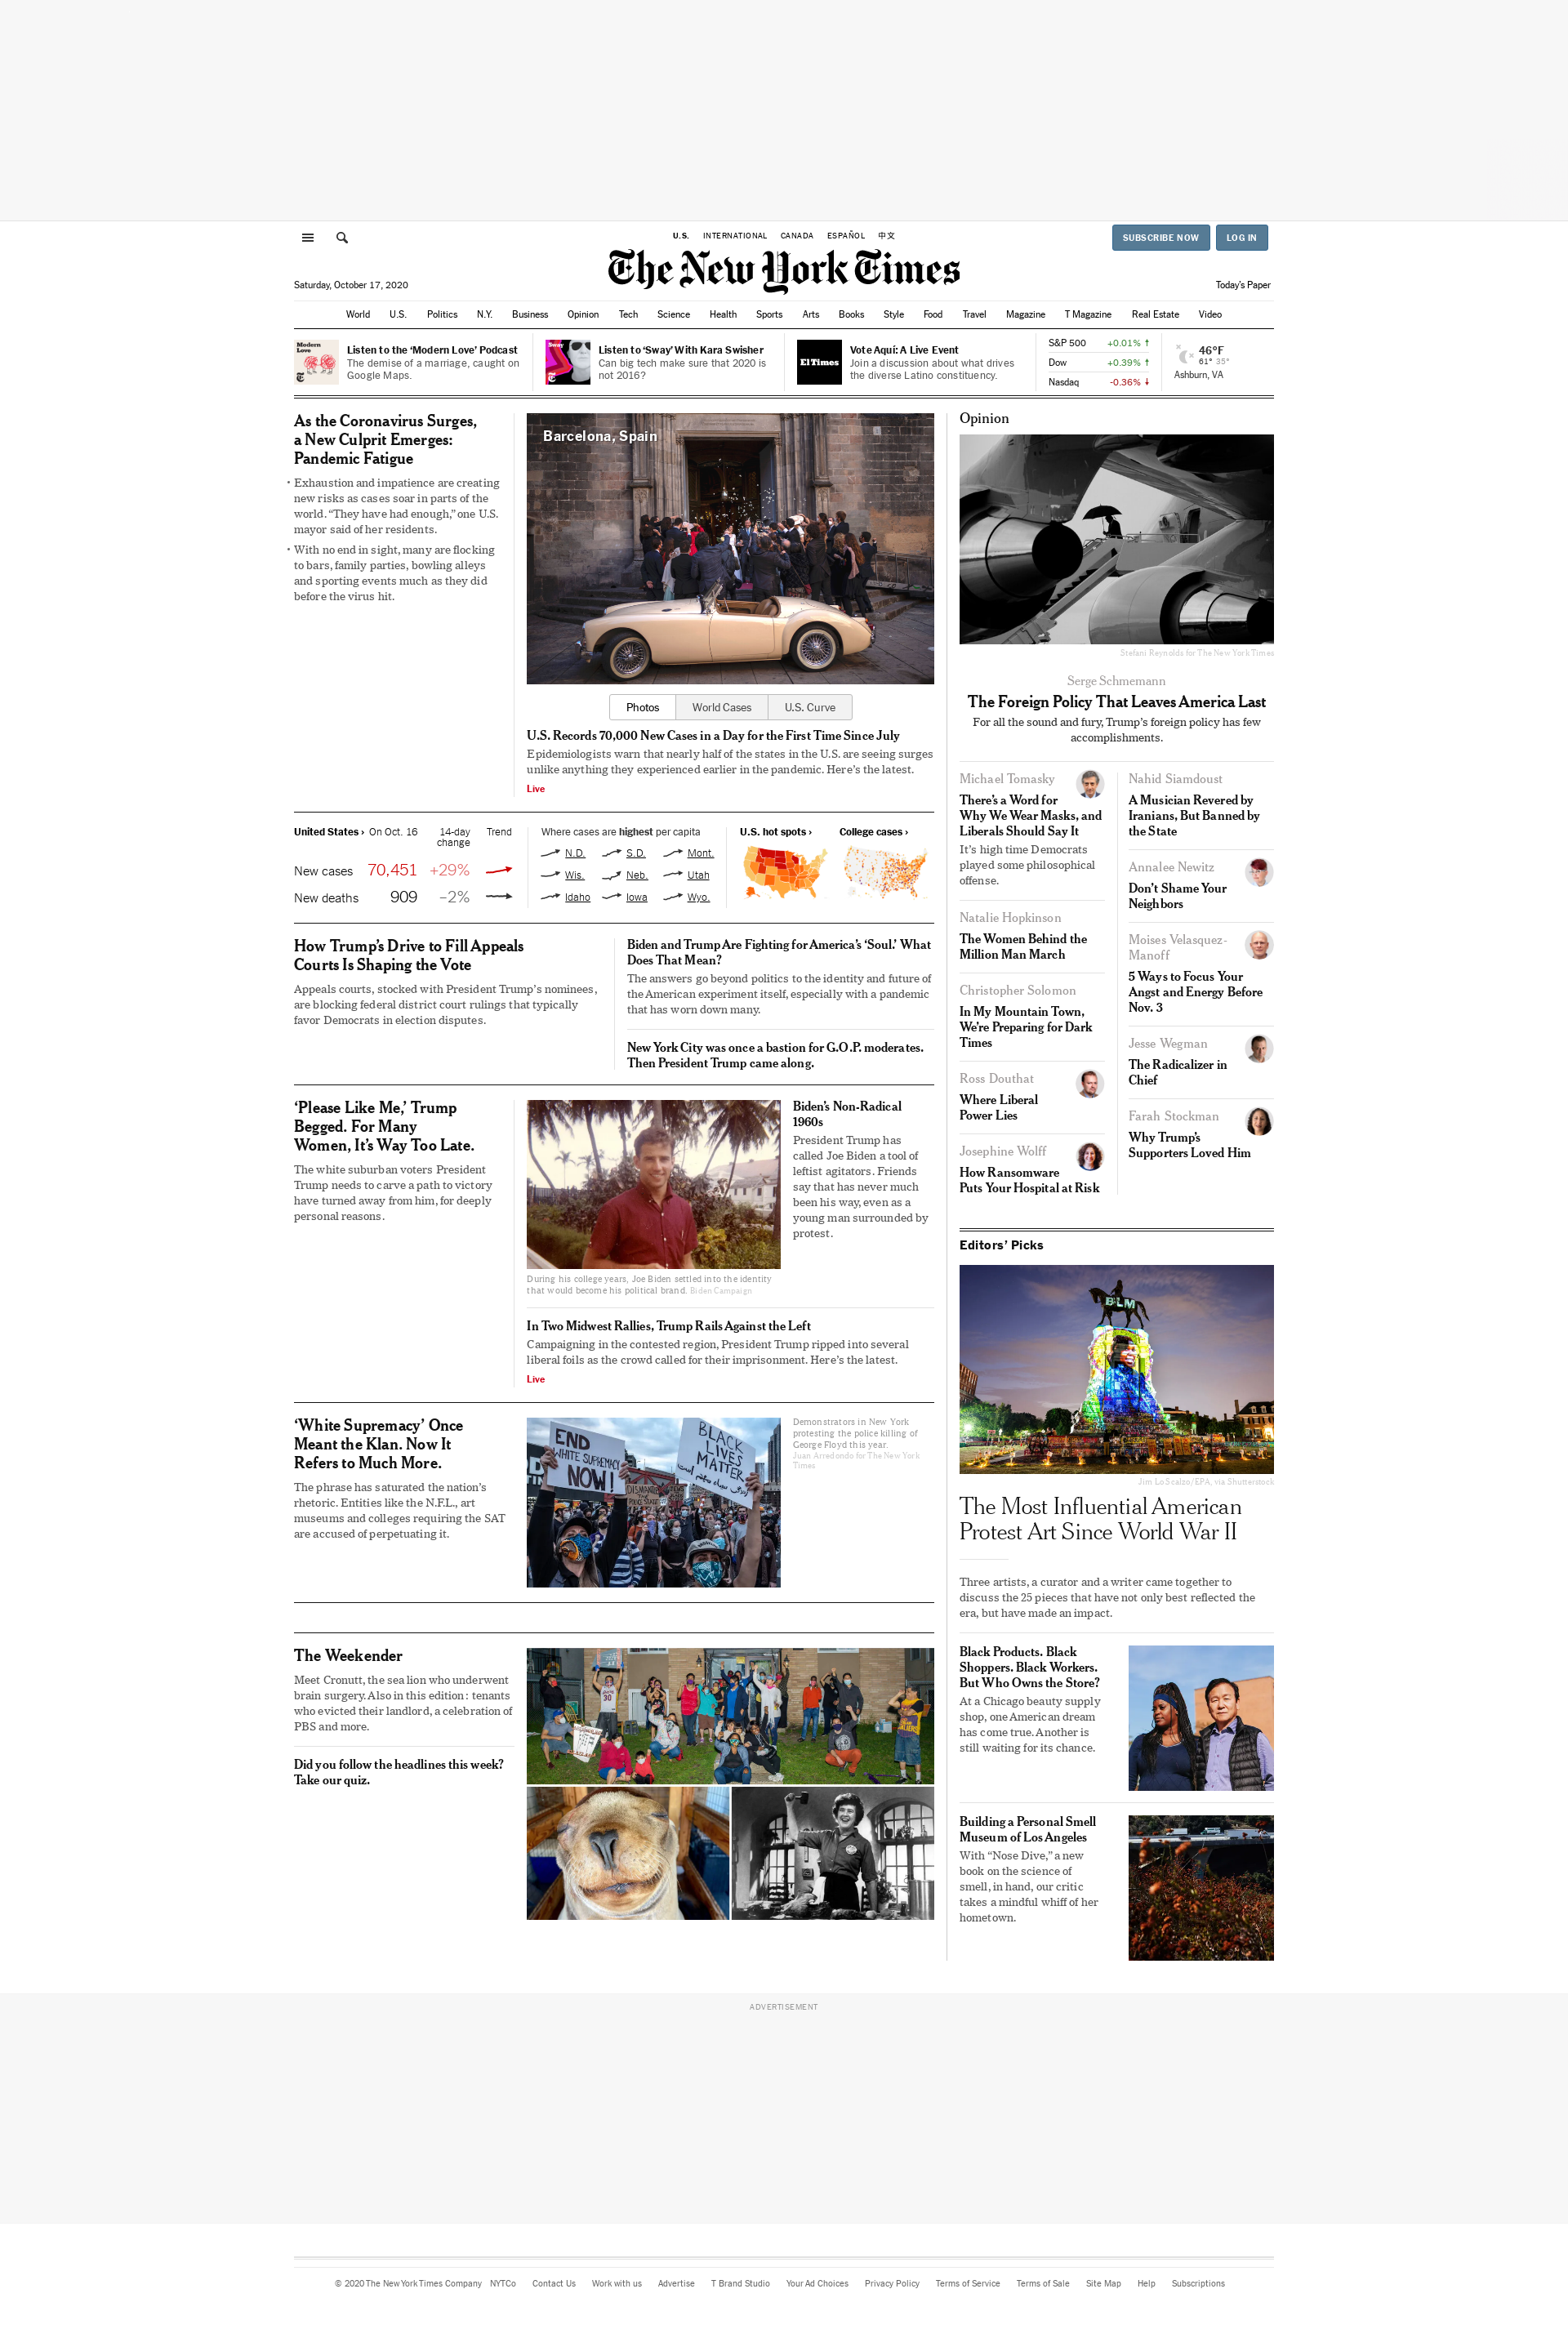 U.S. INTERNATIONAL CANADA ESPAÑOL 中文
SUBSCRIBE NOW LOG IN
The New York Times
Saturday, October 17, 2020
Today's Paper
World U.S. Politics N.Y. Business Opinion Tech Science Health Sports Arts Books Style Food Travel Magazine T Magazine Real Estate Video
Modern
Love
Listen to the ‘Modern Love’ Podcast
The demise of a marriage, caught on
Google Maps.
Sway
Listen to ‘Sway’ With Kara Swisher
Can big tech make sure that 2020 is
not 2016?
El Times
Vote Aquí: A Live Event
Join a discussion about what drives
the diverse Latino constituency.
S&P 500 +0.01%
Dow +0.39%
Nasdaq -0.36%
46°F
61° 35°
Ashburn, VA
As the Coronavirus Surges,
a New Culprit Emerges:
Pandemic Fatigue
• Exhaustion and impatience are creating
new risks as cases soar in parts of the
world. “They have had enough,” one U.S.
mayor said of her residents.
• With no end in sight, many are flocking
to bars, family parties, bowling alleys
and sporting events much as they did
before the virus hit.
Barcelona, Spain
Photos World Cases U.S. Curve
U.S. Records 70,000 New Cases in a Day for the First Time Since July
Epidemiologists warn that nearly half of the states in the U.S. are seeing surges
unlike anything they experienced earlier in the pandemic. Here’s the latest.
Live
United States › On Oct. 16 14-day
change Trend
New cases 70,451 +29%
New deaths 909 –2%
Where cases are highest per capita
N.D. S.D. Mont.
Wis. Neb. Utah
Idaho Iowa Wyo.
U.S. hot spots › College cases ›
How Trump’s Drive to Fill Appeals
Courts Is Shaping the Vote
Appeals courts, stocked with President Trump’s nominees,
are blocking federal district court rulings that typically
favor Democrats in election disputes.
Biden and Trump Are Fighting for America’s ‘Soul.’ What
Does That Mean?
The answers go beyond politics to the identity and future of
the American experiment itself, especially with a pandemic
that has worn down many.
New York City was once a bastion for G.O.P. moderates.
Then President Trump came along.
‘Please Like Me,’ Trump
Begged. For Many
Women, It’s Way Too Late.
The white suburban voters President
Trump needs to carve a path to victory
have turned away from him, for deeply
personal reasons.
During his college years, Joe Biden settled into the identity
that would become his political brand. Biden Campaign
Biden’s Non-Radical
1960s
President Trump has
called Joe Biden a tool of
leftist agitators. Friends
say that has never much
been his way, even as a
young man surrounded by
protest.
In Two Midwest Rallies, Trump Rails Against the Left
Campaigning in the contested region, President Trump ripped into several
liberal foils as the crowd called for their imprisonment. Here’s the latest.
Live
‘White Supremacy’ Once
Meant the Klan. Now It
Refers to Much More.
The phrase has saturated the nation’s
rhetoric. Entities like the N.F.L., art
museums and colleges requiring the SAT
are accused of perpetuating it.
END
WHITE SUPREMACY
NOW!
BLACK
LIVES
MATTER
Demonstrators in New York
protesting the police killing of
George Floyd this year.
Juan Arredondo for The New York
Times
The Weekender
Meet Cronutt, the sea lion who underwent
brain surgery. Also in this edition: tenants
who evicted their landlord, a celebration of
PBS and more.
Did you follow the headlines this week?
Take our quiz.
Opinion
Stefani Reynolds for The New York Times
Serge Schmemann
The Foreign Policy That Leaves America Last
For all the sound and fury, Trump’s foreign policy has few
accomplishments.
Michael Tomasky
There’s a Word for
Why We Wear Masks, and
Liberals Should Say It
It’s high time Democrats
played some philosophical
offense.
Natalie Hopkinson
The Women Behind the
Million Man March
Christopher Solomon
In My Mountain Town,
We’re Preparing for Dark
Times
Ross Douthat
Where Liberal
Power Lies
Josephine Wolff
How Ransomware
Puts Your Hospital at Risk
Nahid Siamdoust
A Musician Revered by
Iranians, But Banned by
the State
Annalee Newitz
Don’t Shame Your
Neighbors
Moises Velasquez-
Manoff
5 Ways to Focus Your
Angst and Energy Before
Nov. 3
Jesse Wegman
The Radicalizer in
Chief
Farah Stockman
Why Trump’s
Supporters Loved Him
Editors’ Picks
BLM
Jim Lo Scalzo/EPA, via Shutterstock
The Most Influential American
Protest Art Since World War II
Three artists, a curator and a writer came together to
discuss the 25 pieces that have not only best reflected the
era, but have made an impact.
Black Products. Black
Shoppers. Black Workers.
But Who Owns the Store?
At a Chicago beauty supply
shop, one American dream
has come true. Another is
still waiting for its chance.
Building a Personal Smell
Museum of Los Angeles
With “Nose Dive,” a new
book on the science of
smell, in hand, our critic
takes a mindful whiff of her
hometown.
ADVERTISEMENT
© 2020 The New York Times Company NYTCo Contact Us Work with us Advertise T Brand Studio Your Ad Choices Privacy Policy Terms of Service Terms of Sale Site Map Help Subscriptions